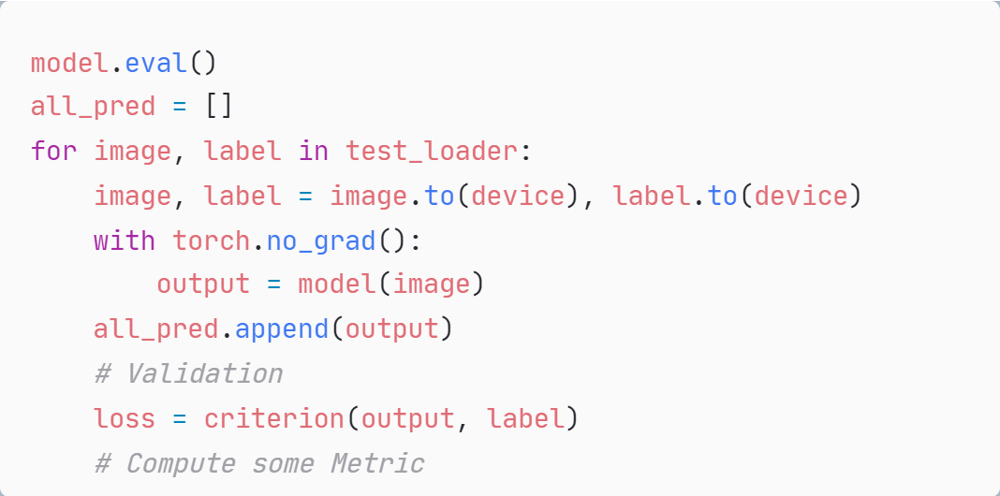 model.eval()
all_pred = []
for image, label in test_loader:
    image, label = image.to(device), label.to(device)
    with torch.no_grad():
        output = model(image)
    all_pred.append(output)
    # Validation
    loss = criterion(output, label)
    # Compute some Metric